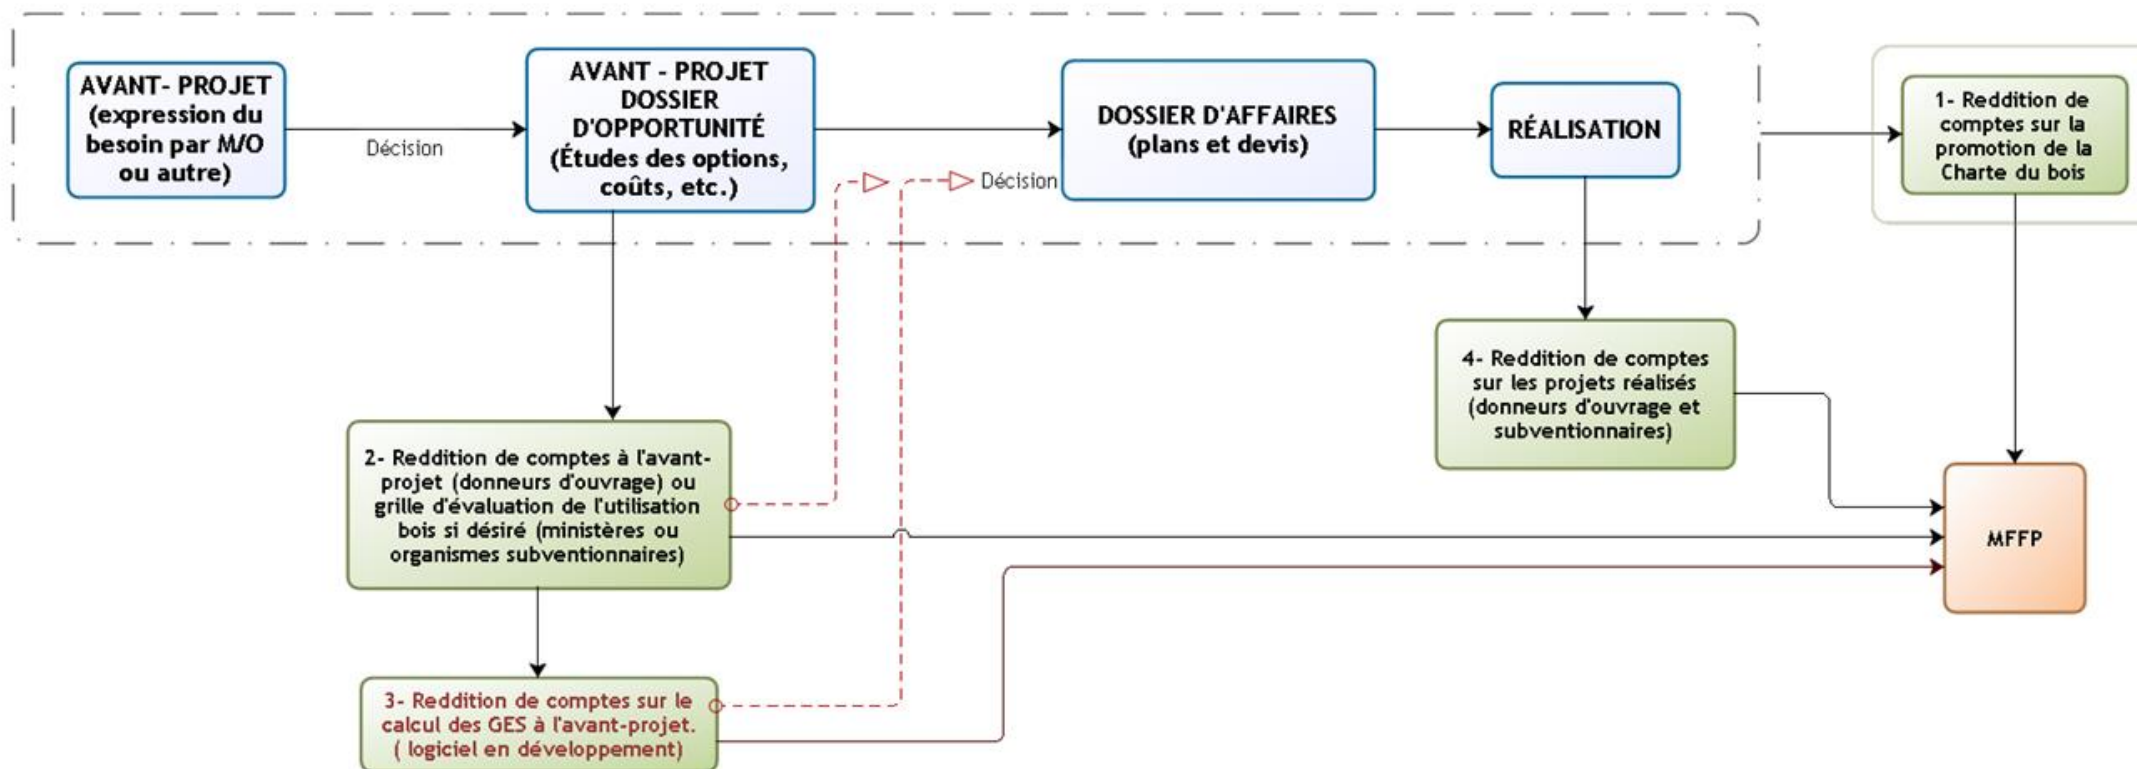 AVANT- PROJET
(expression du
besoin par M/O
ou autre)
Décision
AVANT - PROJET
DOSSIER
D'OPPORTUNITÉ
(Études des options,
coûts, etc.)
Décision
DOSSIER D'AFFAIRES
(plans et devis)
RÉALISATION
1- Reddition de
comptes sur la
promotion de la
Charte du bois
2- Reddition de comptes à l'avant-
projet (donneurs d'ouvrage) ou
grille d'évaluation de l'utilisation
bois si désiré (ministères ou
organismes subventionnaires)
3- Reddition de comptes sur le
calcul des GES à l'avant-projet.
( logiciel en développement)
4- Reddition de comptes
sur les projets réalisés
(donneurs d'ouvrage et
subventionnaires)
MFFP